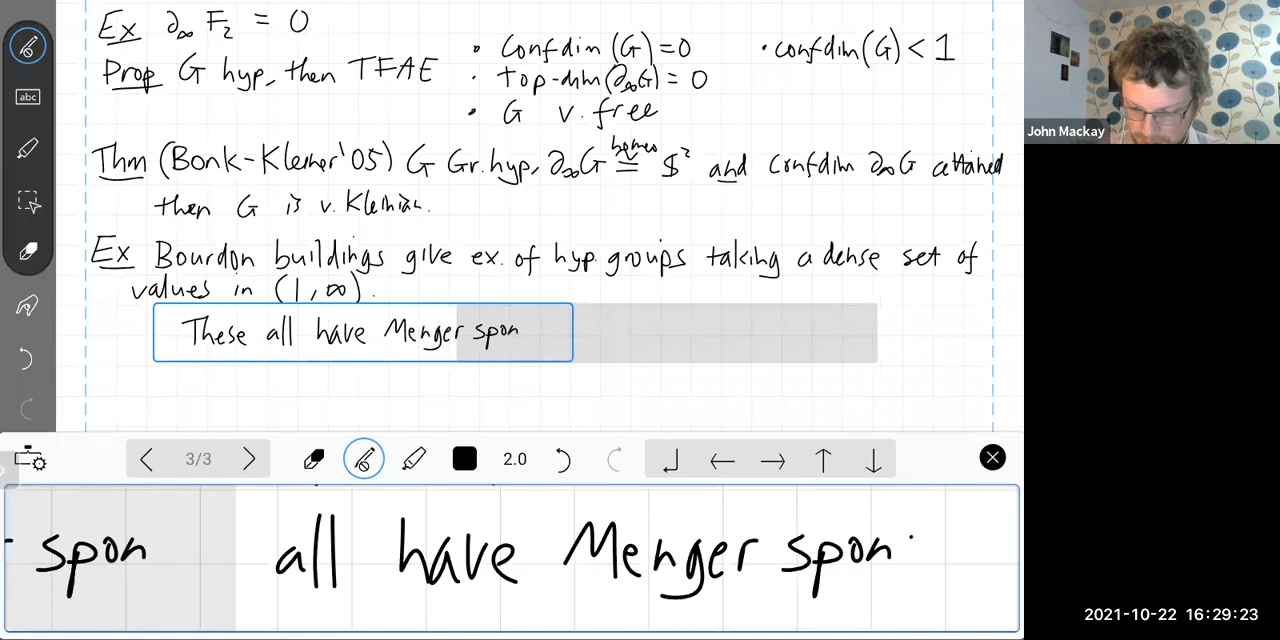 Ex ∂∞ F₂ = 0
Prop G hyp, then TFAE
• Confdim (G) = 0
• top-dim (∂∞G) = 0
• G v. free
• confdim (G) < 1
Thm (Bonk-Kleiner '05) G Gr. hyp, ∂∞G ≅ S² and confdim ∂∞G attained
homeo
then G is v. Kleinian.
Ex Bourdon buildings give ex. of hyp groups taking a dense set of
values in (1, ∞).
These all have Menger spon
abc
3/3
2.0
spon all have Menger spon
John Mackay
2021-10-22 16:29:23